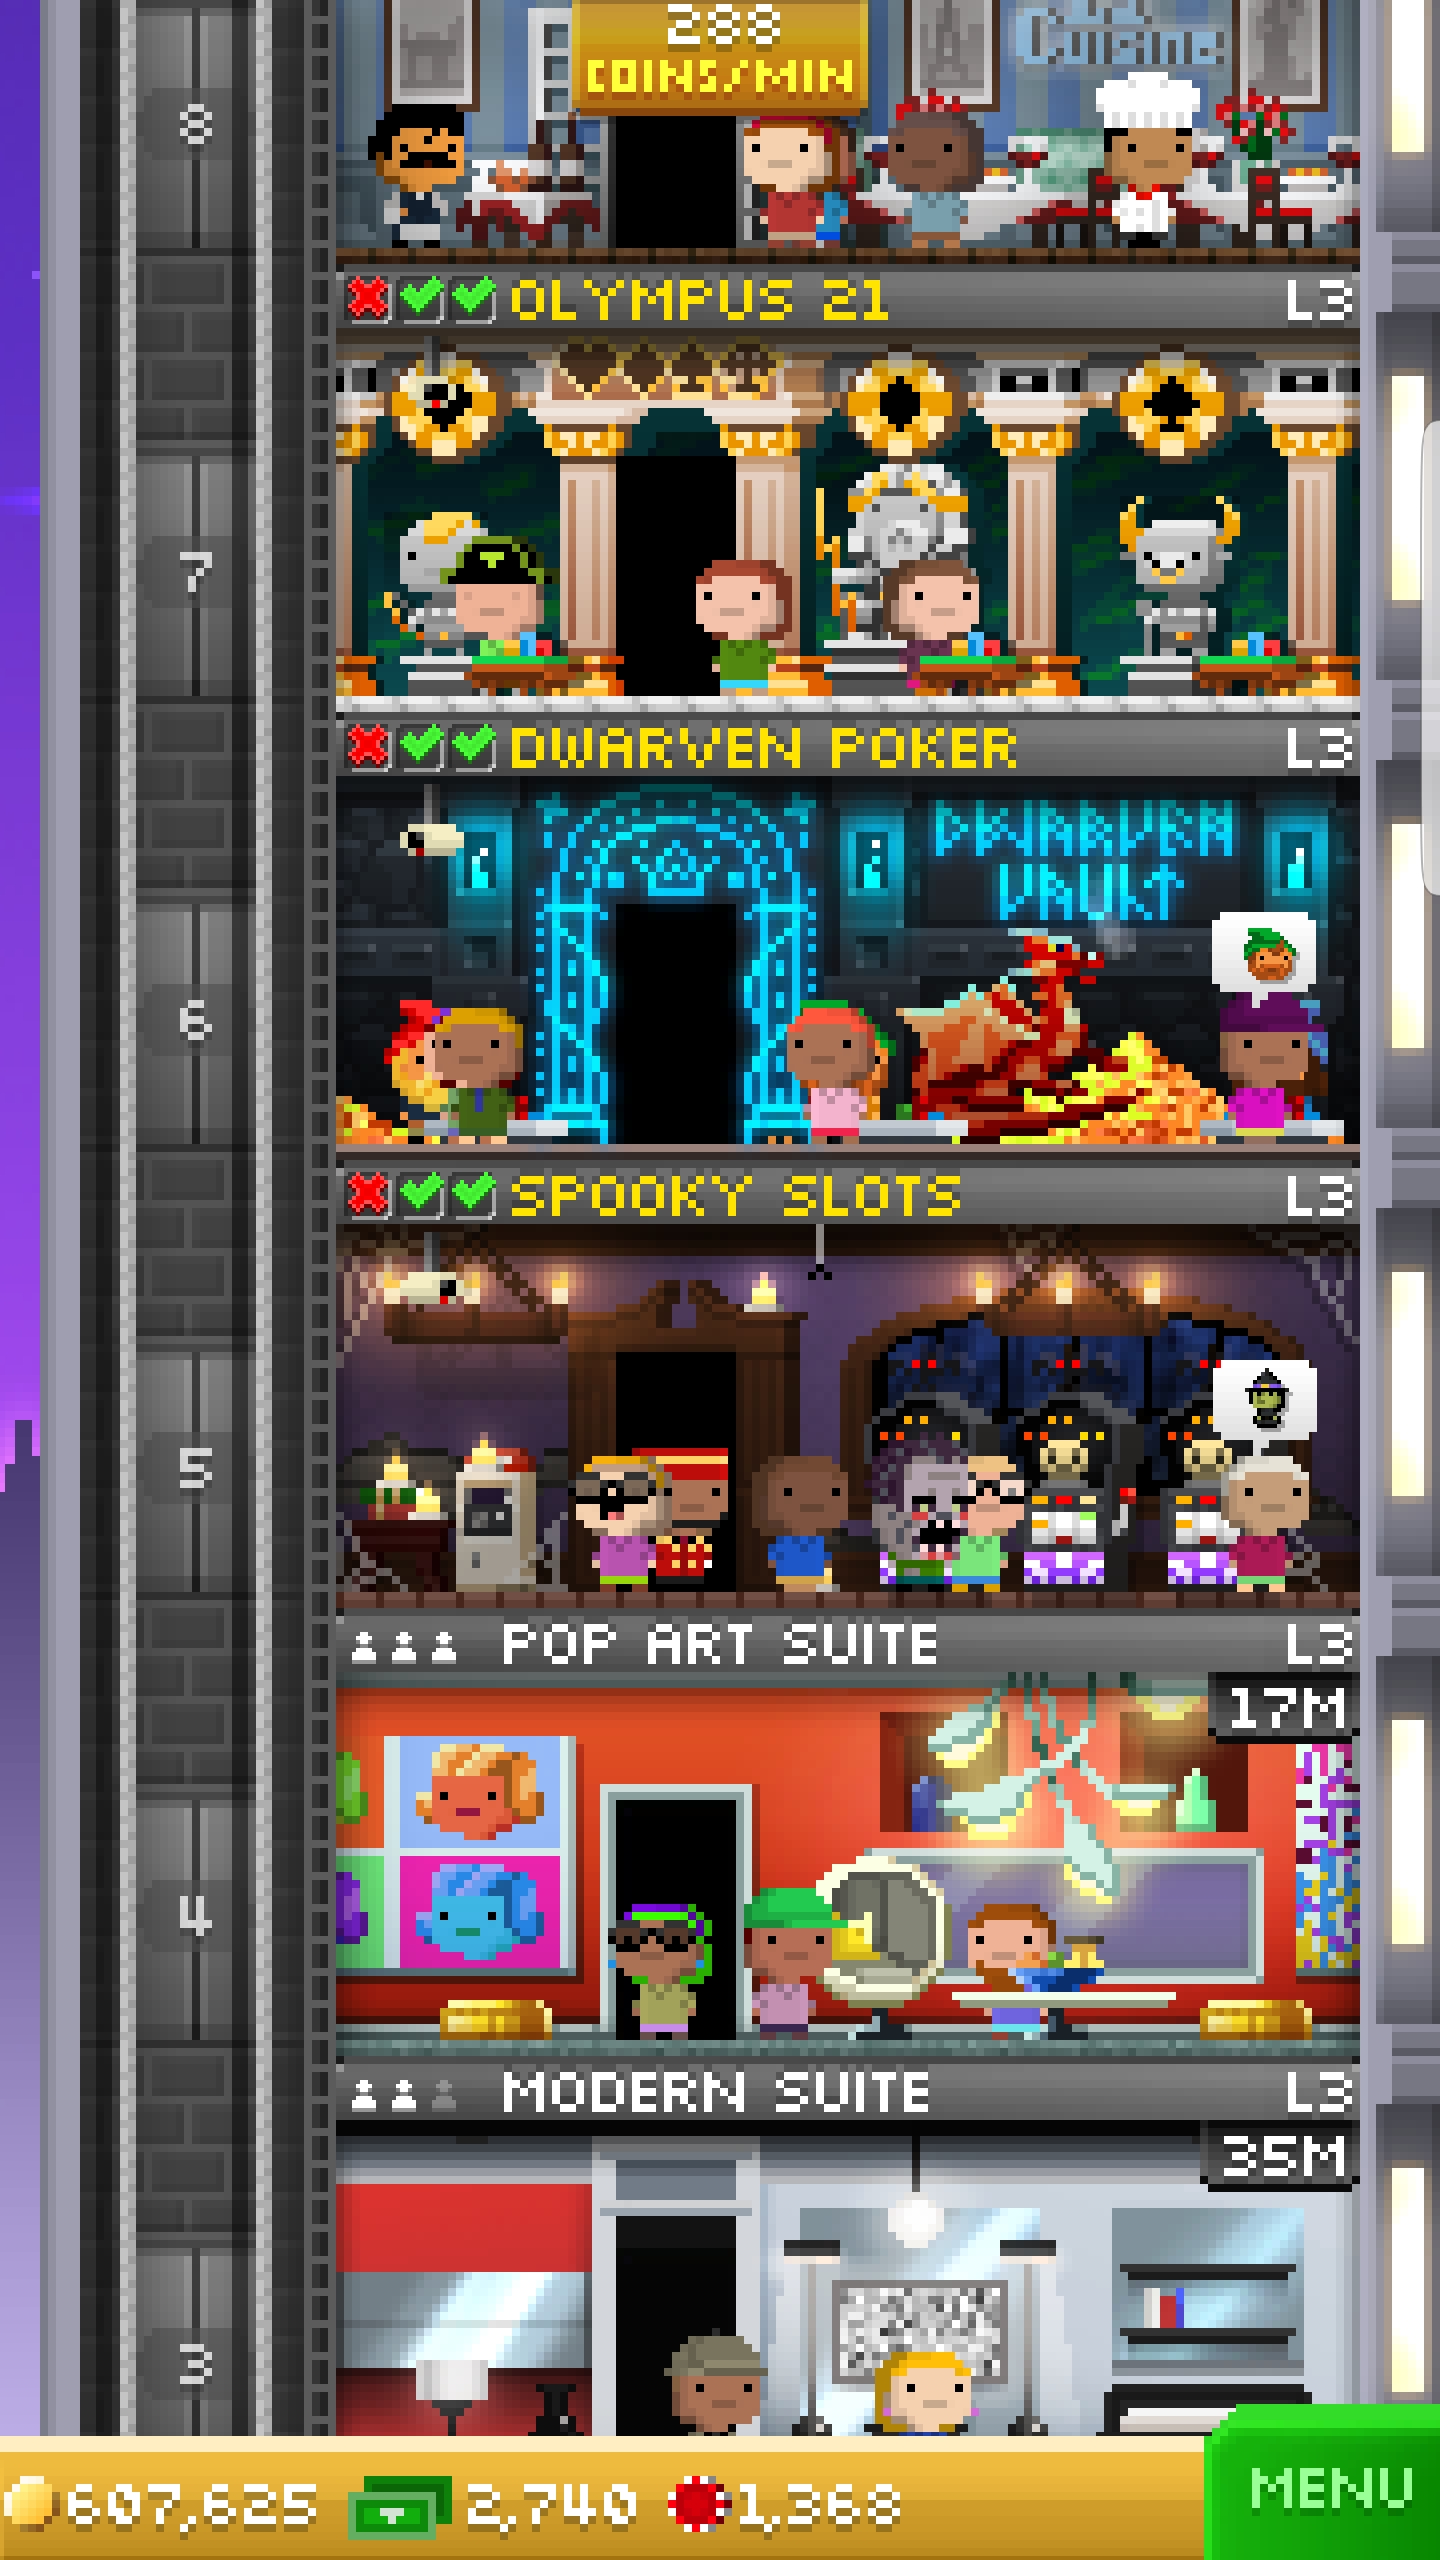 Cuisine
288
COINS/MIN
8
OLYMPUS 21 L3
7
DWARVEN POKER L3
DWARVEN
VAULT
6
SPOOKY SLOTS L3
5
POP ART SUITE L3
17M
4
MODERN SUITE L3
35M
3
607,625 2,740 1,368 MENU